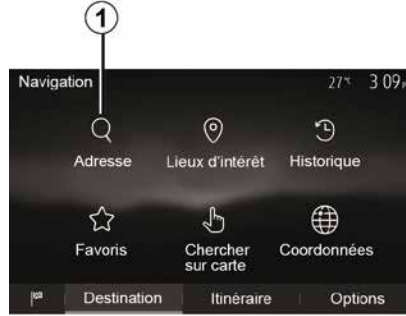 1
Navigation 27°C 3 09
Adresse Lieux d'intérêt Historique
Favoris Chercher Coordonnées
sur carte
Destination Itinéraire Options